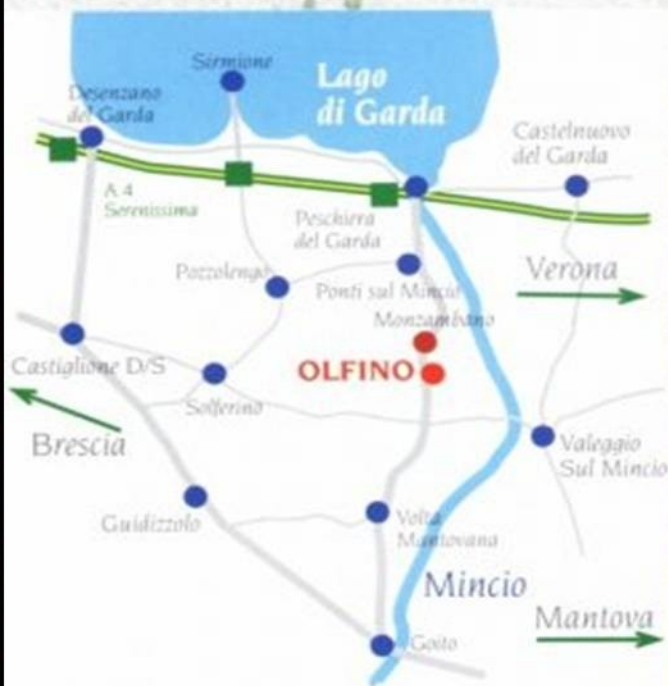 Sirmione
Lago
di Garda
Desenzano
del Garda
Castelnuovo
del Garda
A 4
Serenissima
Peschiera
del Garda
Verona
Pozzolengo
Ponti sul Mincio
Monzambano
Castiglione D/S
OLFINO
Solferino
Brescia
Valeggio
Sul Mincio
Guidizzolo
Volta
Mantovana
Mincio
Mantova
Goito